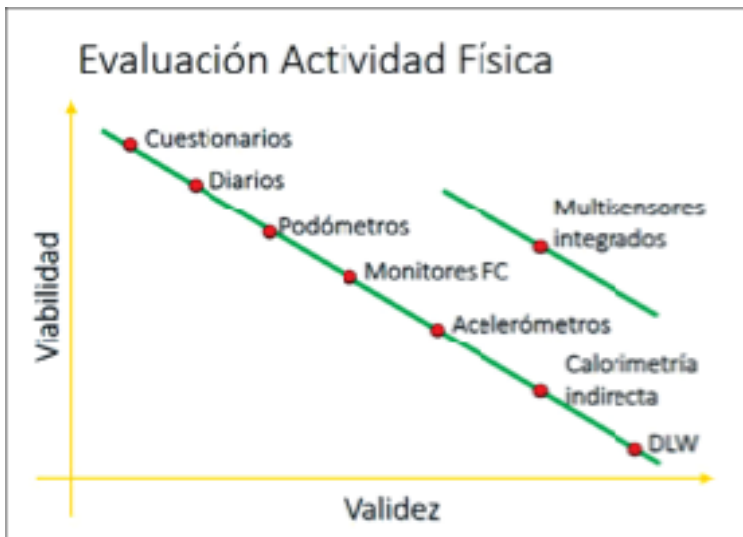 Evaluación Actividad Física
Cuestionarios
Diarios
Podómetros
Monitores FC
Acelerómetros
Multisensores
integrados
Calorimetría
indirecta
DLW
Viabilidad
Validez